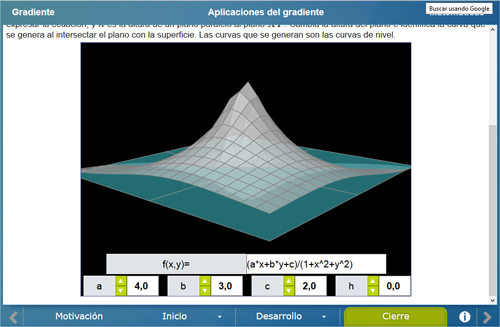 Gradiente
Aplicaciones del gradiente
Buscar usando Google
expresar la ecuación, y h es la altura de un plano paralelo al plano XY. Cambia la altura del plano e identifica la curva que
se genera al intersectar el plano con la superficie. Las curvas que se generan son las curvas de nivel.
f(x,y)= (a*x+b*y+c)/(1+x^2+y^2)
a 4,0 b 3,0 c 2,0 h 0,0
Motivación Inicio Desarrollo Cierre i